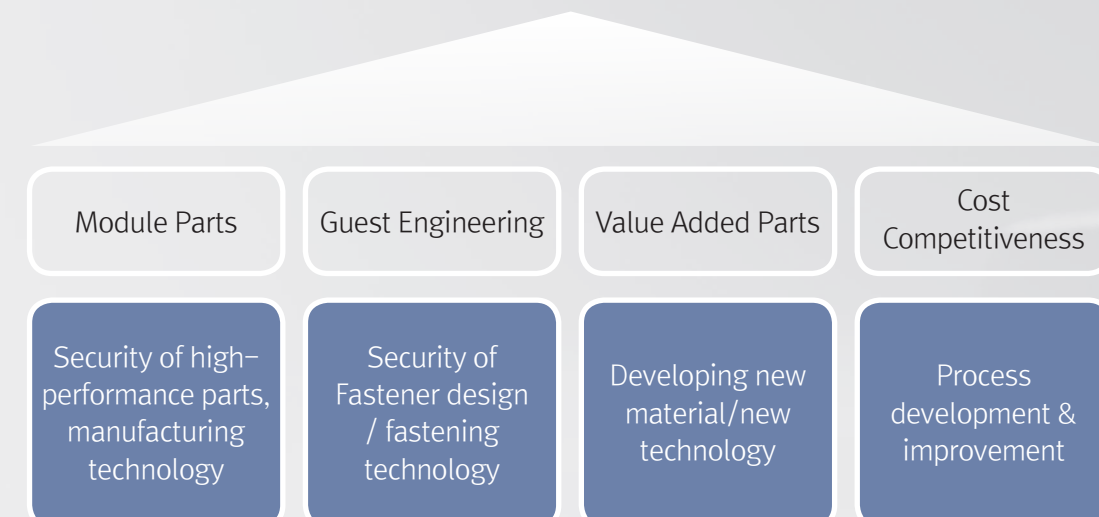 Module Parts
Guest Engineering
Value Added Parts
Cost
Competitiveness
Security of high–
performance parts,
manufacturing
technology
Security of
Fastener design
/ fastening
technology
Developing new
material/new
technology
Process
development &
improvement